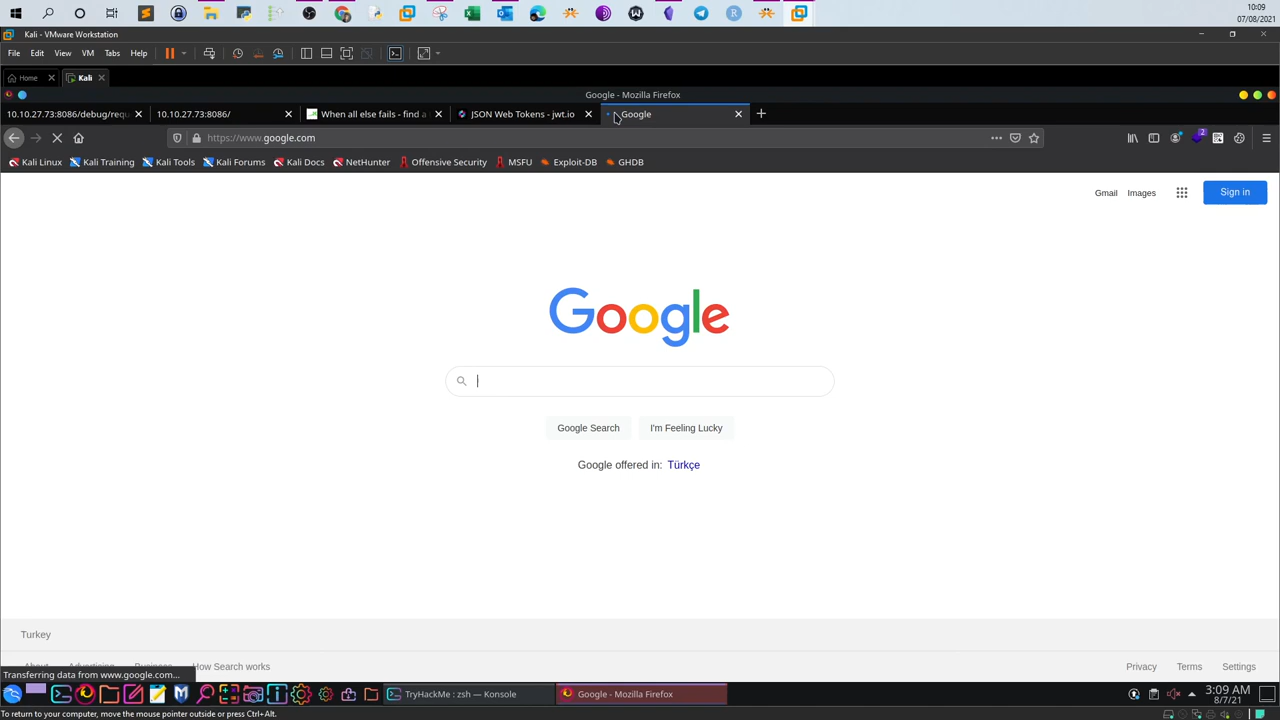 10:09
07/08/2021
Kali - VMware Workstation
File Edit View VM Tabs Help
Home Kali
Google - Mozilla Firefox
10.10.27.73:8086/debug/requ 10.10.27.73:8086/ When all else fails - find a JSON Web Tokens - jwt.io Google
https://www.google.com
2
Kali Linux Kali Training Kali Tools Kali Forums Kali Docs NetHunter Offensive Security MSFU Exploit-DB GHDB
Gmail Images Sign in
Google
Google Search I'm Feeling Lucky
Google offered in: Türkçe
Turkey
About Advertising Business How Search works Privacy Terms Settings
Transferring data from www.google.com...
TryHackMe : zsh — Konsole Google - Mozilla Firefox 3:09 AM
8/7/21
To return to your computer, move the mouse pointer outside or press Ctrl+Alt.